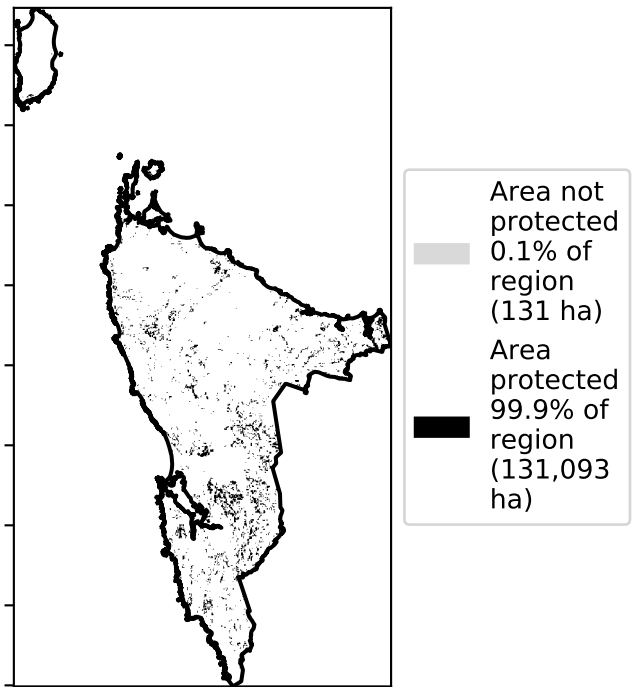 Area not
protected
0.1% of
region
(131 ha)
Area
protected
99.9% of
region
(131,093
ha)